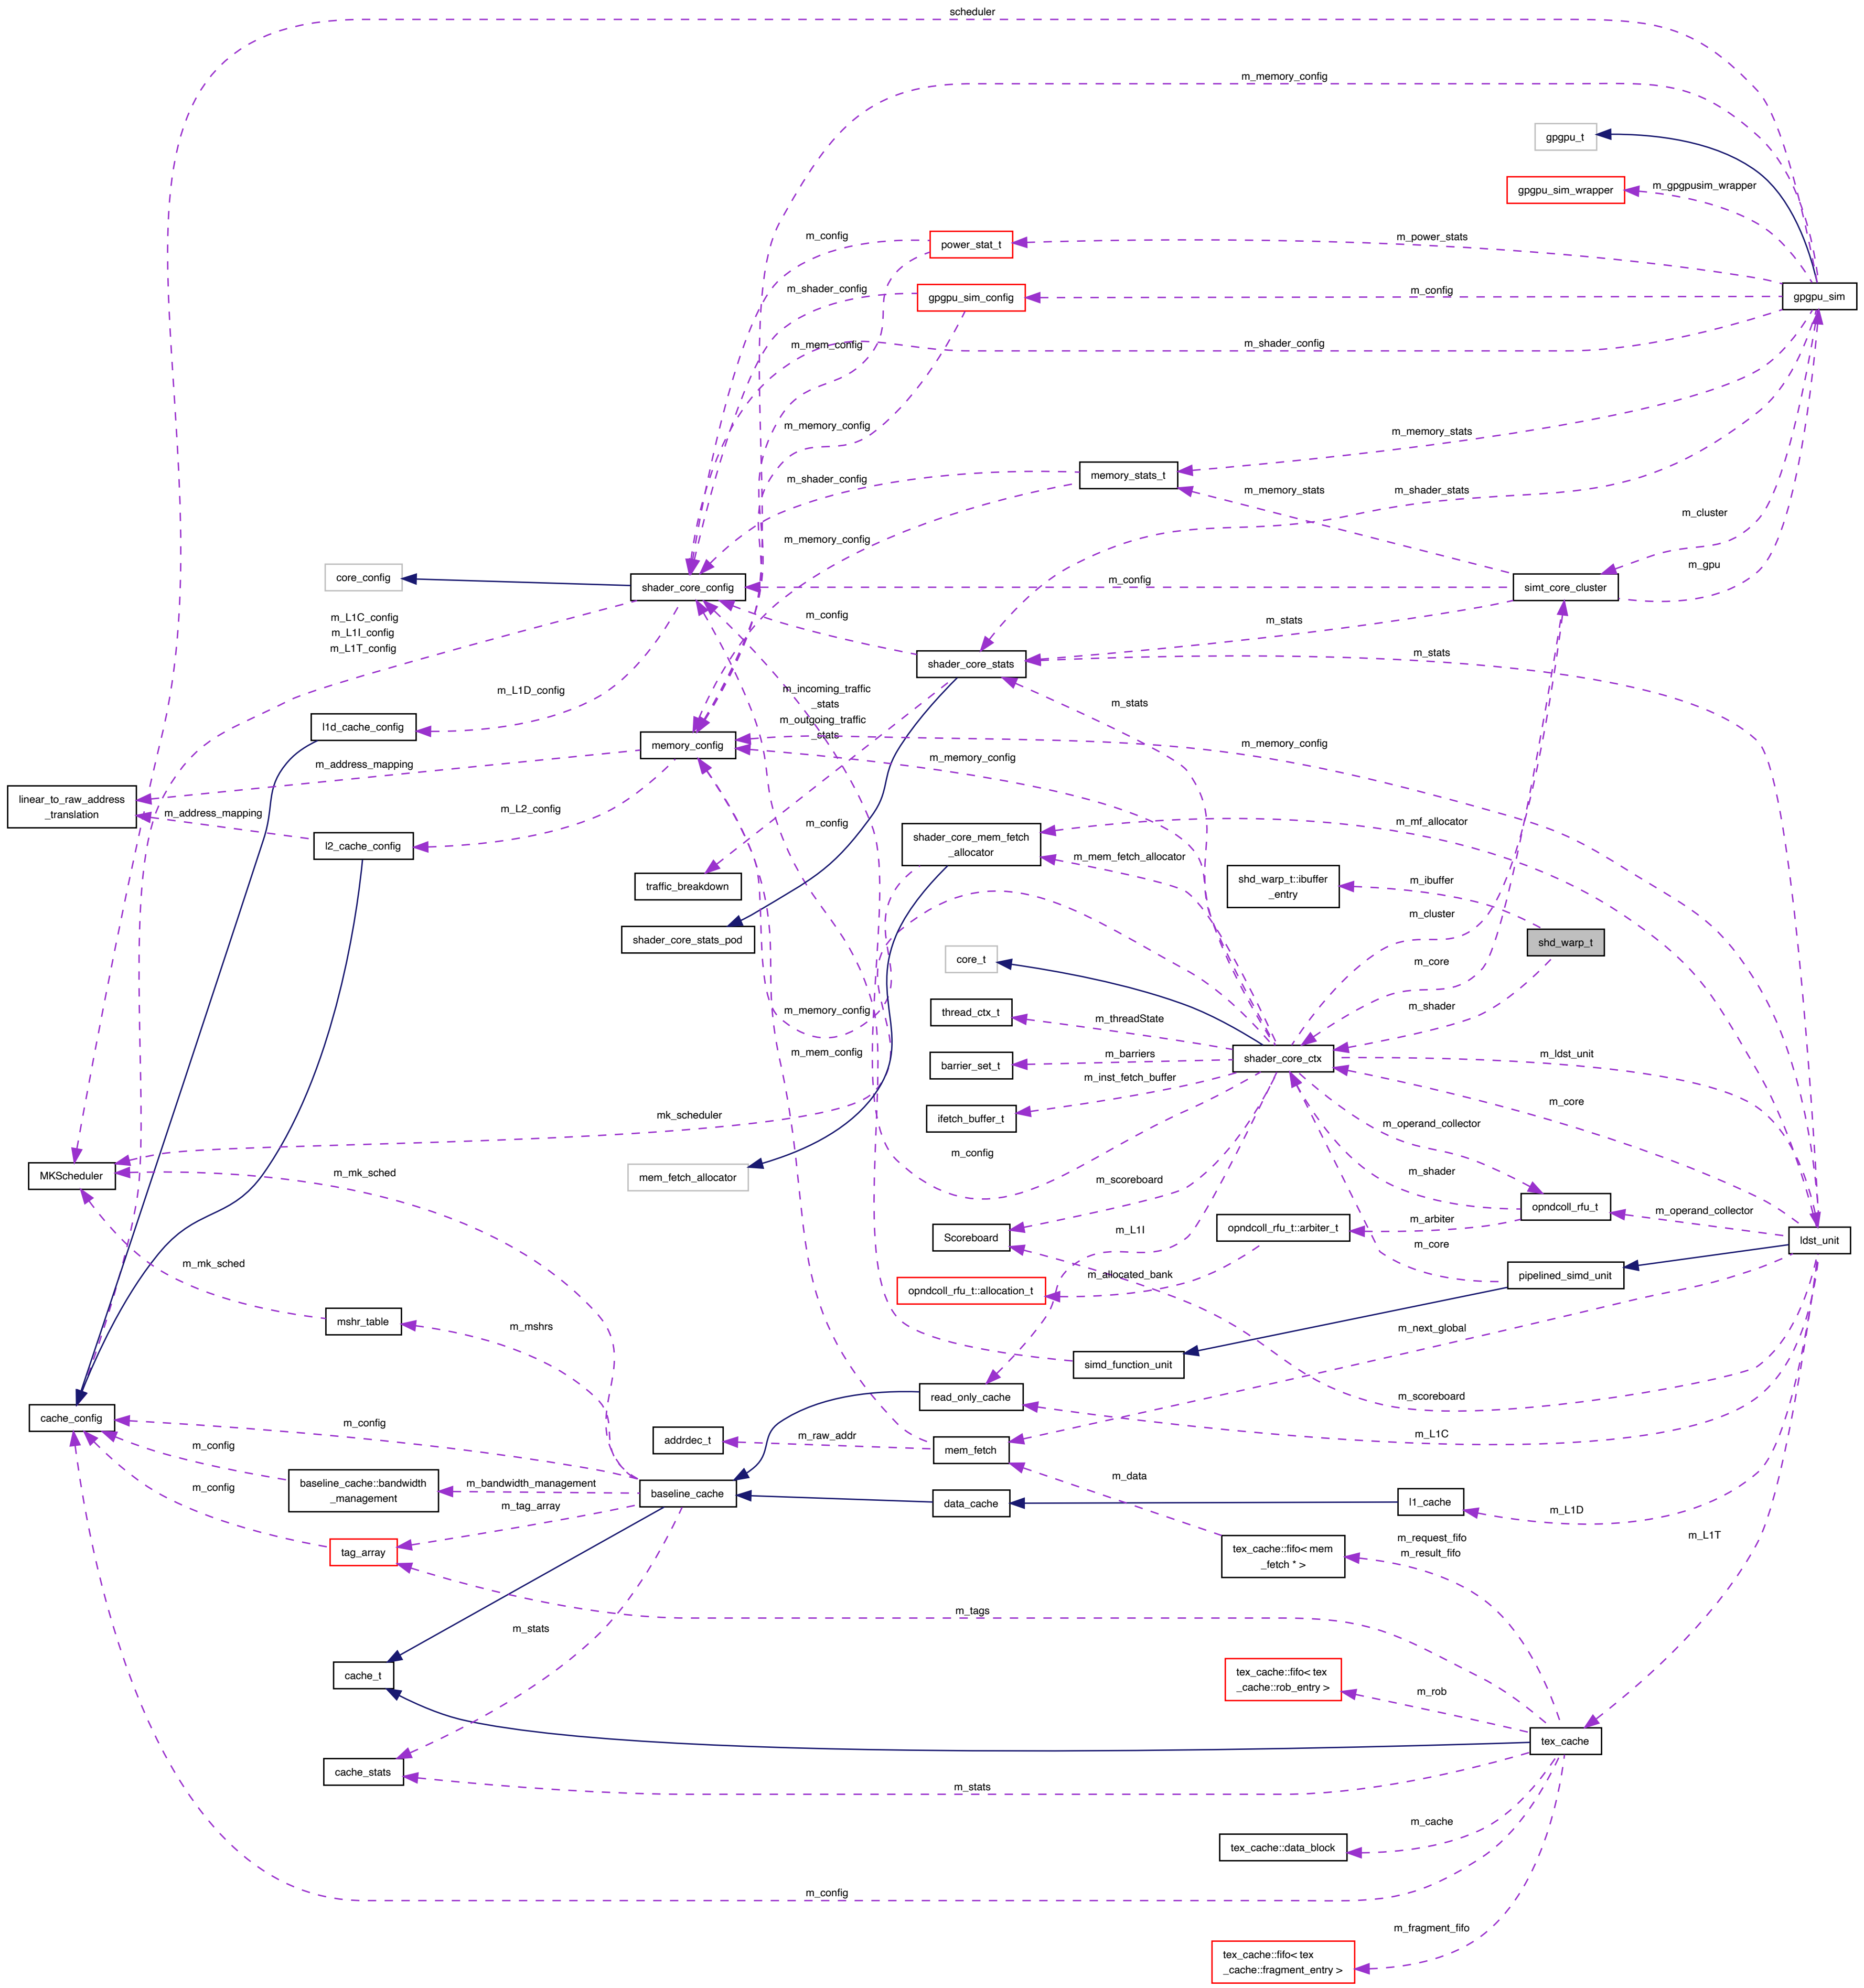 scheduler
m_memory_config
gpgpu_t
gpgpu_sim_wrapper
m_gpgpusim_wrapper
m_config
power_stat_t
m_power_stats
m_shader_config
gpgpu_sim_config
m_config
gpgpu_sim
m_mem_config
m_shader_config
m_memory_config
m_memory_stats
m_shader_config
memory_stats_t
m_memory_stats
m_shader_stats
m_memory_config
m_cluster
m_gpu
core_config
shader_core_config
m_config
simt_core_cluster
m_L1C_config
m_L1I_config
m_L1T_config
m_config
m_stats
shader_core_stats
m_stats
m_L1D_config
m_incoming_traffic
_stats
m_outgoing_traffic
_stats
m_stats
l1d_cache_config
memory_config
m_memory_config
m_address_mapping
m_memory_config
linear_to_raw_address
_translation
m_address_mapping
m_L2_config
l2_cache_config
m_config
shader_core_mem_fetch
_allocator
m_mf_allocator
m_mem_fetch_allocator
traffic_breakdown
shd_warp_t::ibuffer
_entry
m_ibuffer
shader_core_stats_pod
m_cluster
shd_warp_t
core_t
m_core
m_memory_config
thread_ctx_t
m_threadState
m_shader
m_mem_config
barrier_set_t
m_barriers
shader_core_ctx
m_ldst_unit
m_inst_fetch_buffer
mk_scheduler
ifetch_buffer_t
m_core
m_operand_collector
m_config
MKScheduler
m_mk_sched
mem_fetch_allocator
m_scoreboard
m_shader
opndcoll_rfu_t
m_operand_collector
Scoreboard
m_L1I
opndcoll_rfu_t::arbiter_t
m_arbiter
m_core
ldst_unit
m_mk_sched
opndcoll_rfu_t::allocation_t
m_allocated_bank
pipelined_simd_unit
mshr_table
m_mshrs
m_next_global
simd_function_unit
read_only_cache
m_scoreboard
cache_config
m_config
m_L1C
addrdec_t
m_raw_addr
mem_fetch
m_config
baseline_cache::bandwidth
_management
m_bandwidth_management
baseline_cache
m_data
data_cache
l1_cache
m_L1D
m_config
m_tag_array
tag_array
tex_cache::fifo< mem
_fetch * >
m_request_fifo
m_result_fifo
m_L1T
m_tags
m_stats
cache_t
tex_cache::fifo< tex
_cache::rob_entry >
m_rob
tex_cache
cache_stats
m_stats
m_cache
tex_cache::data_block
m_config
m_fragment_fifo
tex_cache::fifo< tex
_cache::fragment_entry >